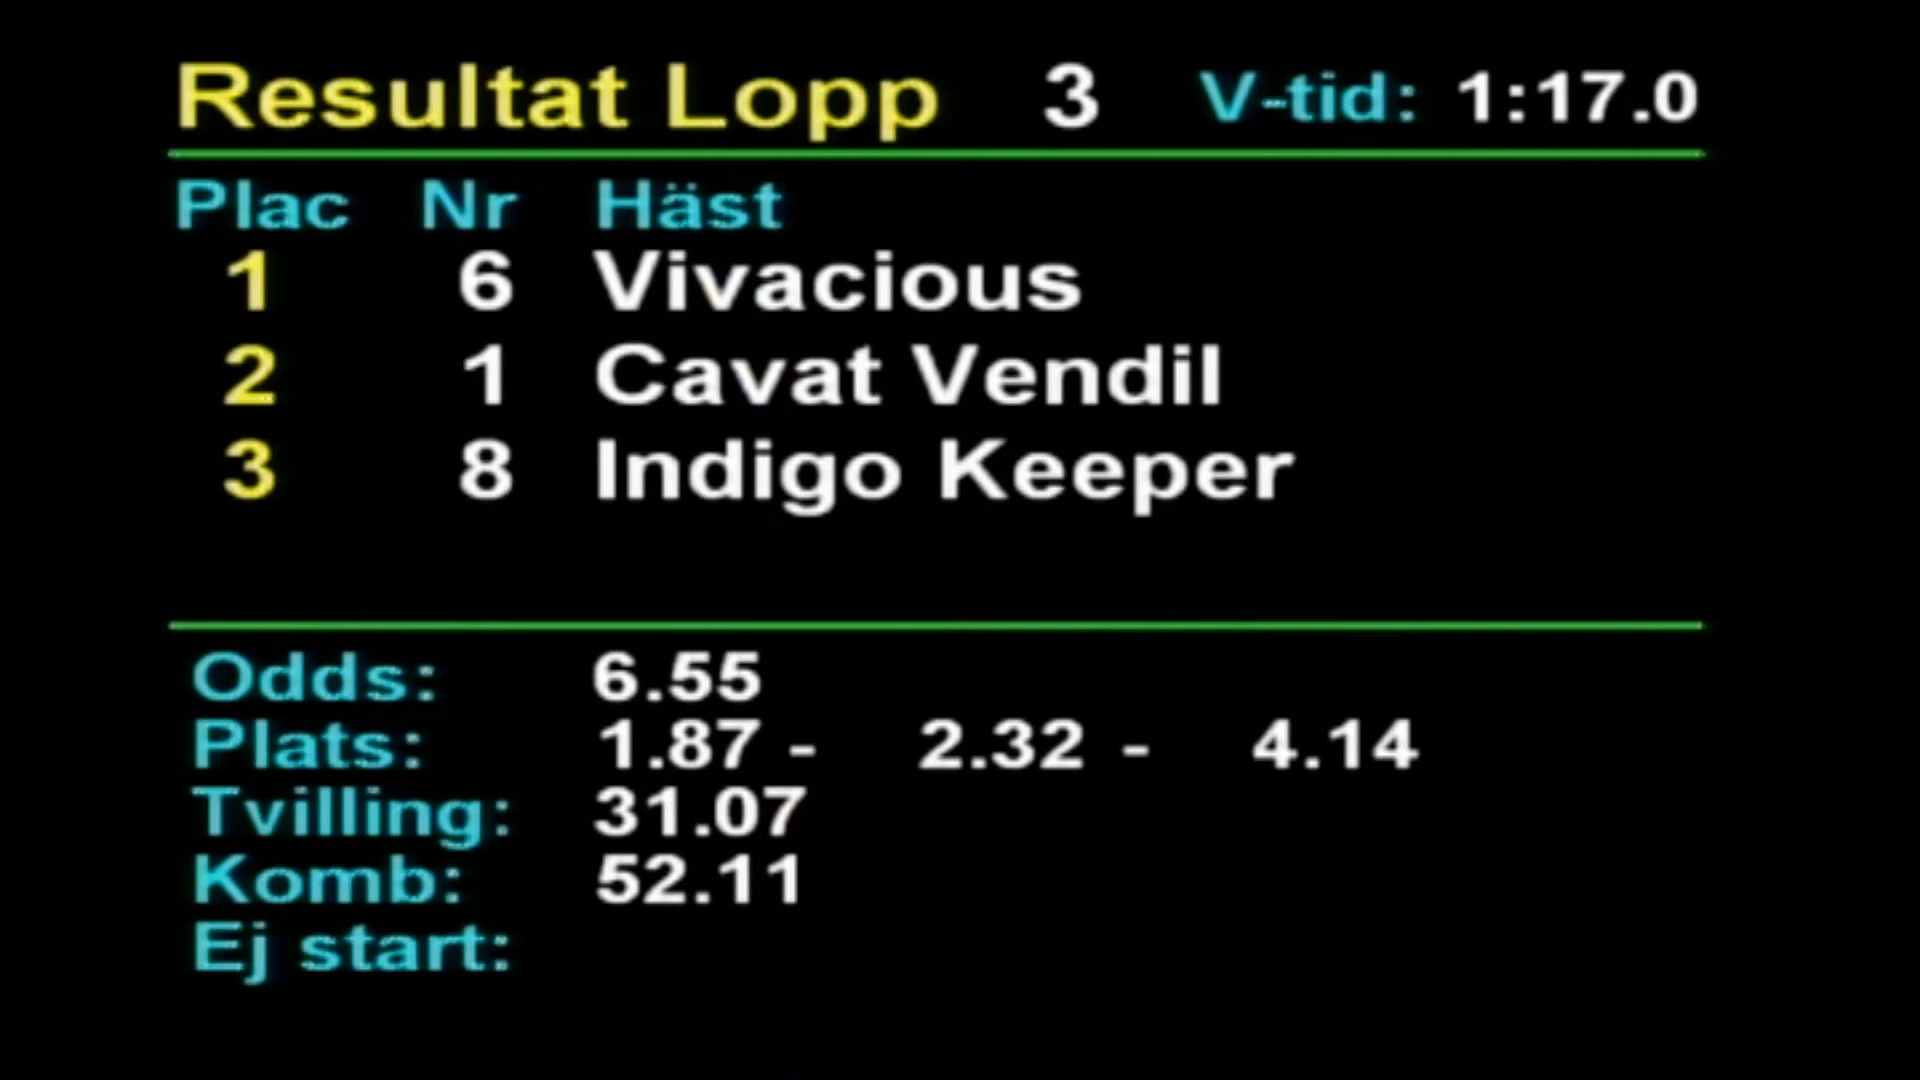 Resultat Lopp 3 V-tid: 1:17.0
Plac Nr Häst
1 6 Vivacious
2 1 Cavat Vendil
3 8 Indigo Keeper
Odds: 6.55
Plats: 1.87 - 2.32 - 4.14
Tvilling: 31.07
Komb: 52.11
Ej start: